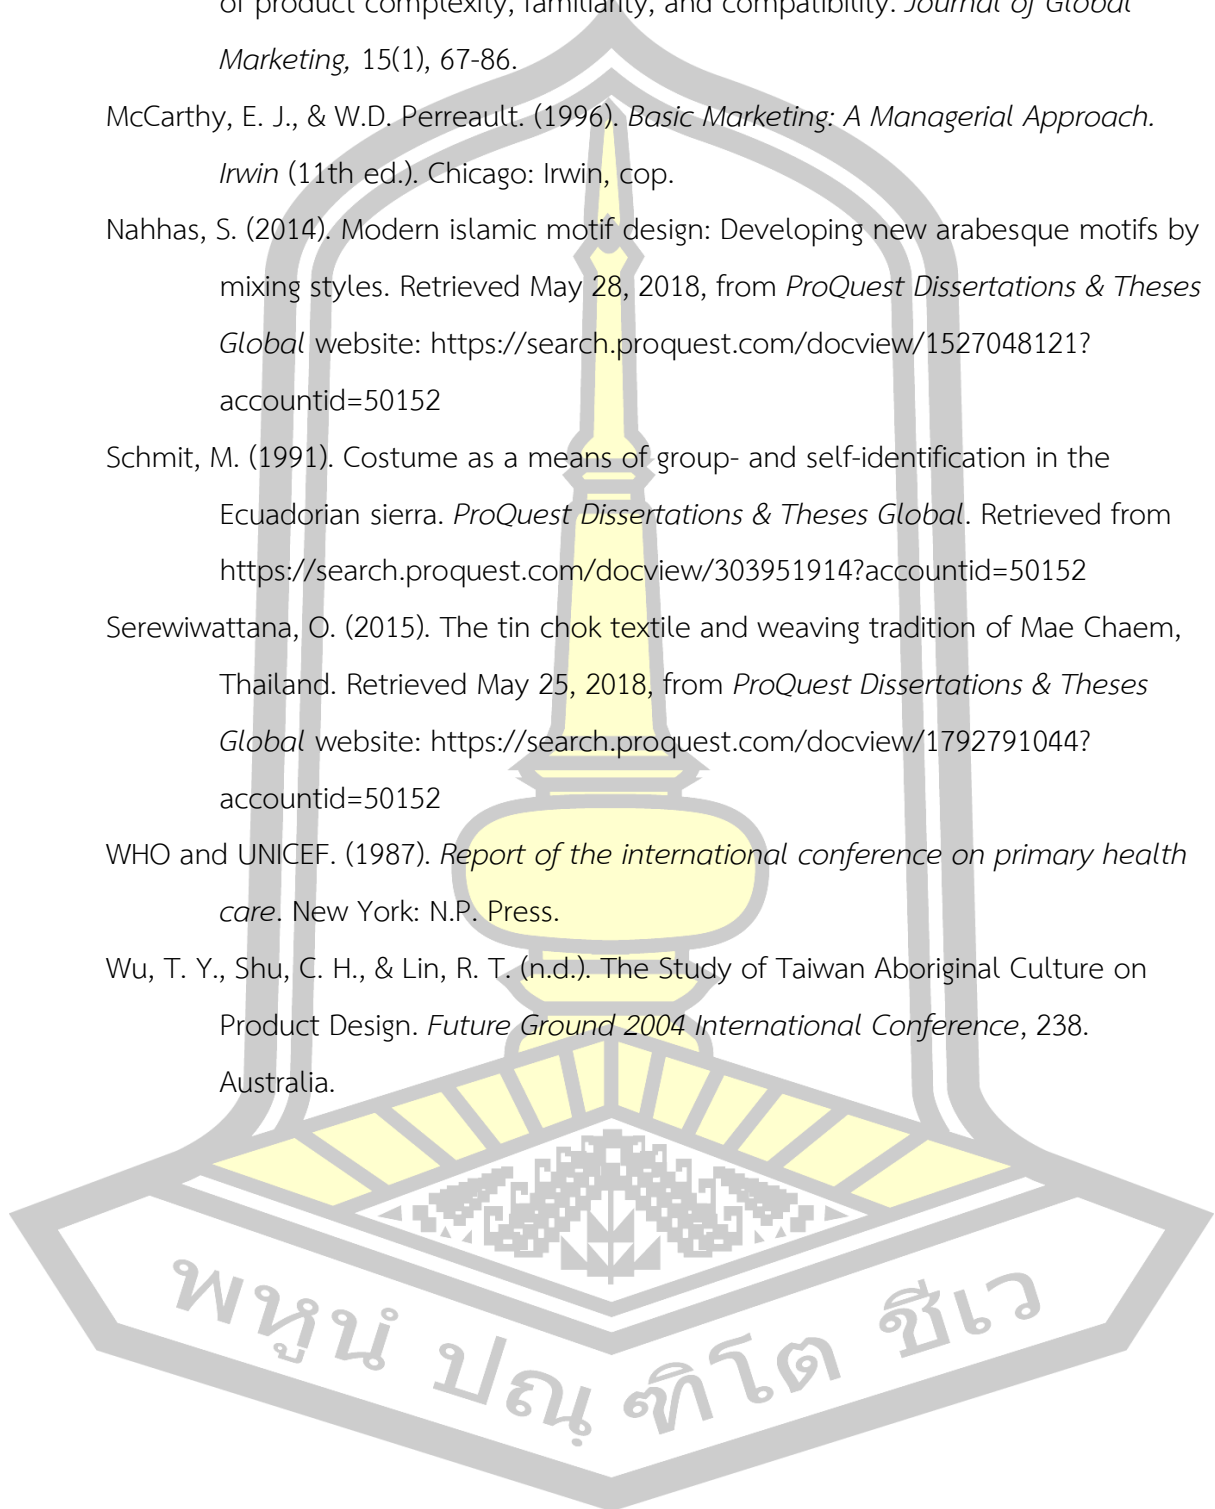 of product complexity, familiarity, and compatibility. Journal of Global
Marketing, 15(1), 67-86.
McCarthy, E. J., & W.D. Perreault. (1996). Basic Marketing: A Managerial Approach.
Irwin (11th ed.). Chicago: Irwin, cop.
Nahhas, S. (2014). Modern islamic motif design: Developing new arabesque motifs by
mixing styles. Retrieved May 28, 2018, from ProQuest Dissertations & Theses
Global website: https://search.proquest.com/docview/1527048121?
accountid=50152
Schmit, M. (1991). Costume as a means of group- and self-identification in the
Ecuadorian sierra. ProQuest Dissertations & Theses Global. Retrieved from
https://search.proquest.com/docview/303951914?accountid=50152
Serewiwattana, O. (2015). The tin chok textile and weaving tradition of Mae Chaem,
Thailand. Retrieved May 25, 2018, from ProQuest Dissertations & Theses
Global website: https://search.proquest.com/docview/1792791044?
accountid=50152
WHO and UNICEF. (1987). Report of the international conference on primary health
care. New York: N.P. Press.
Wu, T. Y., Shu, C. H., & Lin, R. T. (n.d.). The Study of Taiwan Aboriginal Culture on
Product Design. Future Ground 2004 International Conference, 238.
Australia.
พหูนํ ปณฺฑิโต ชีเว